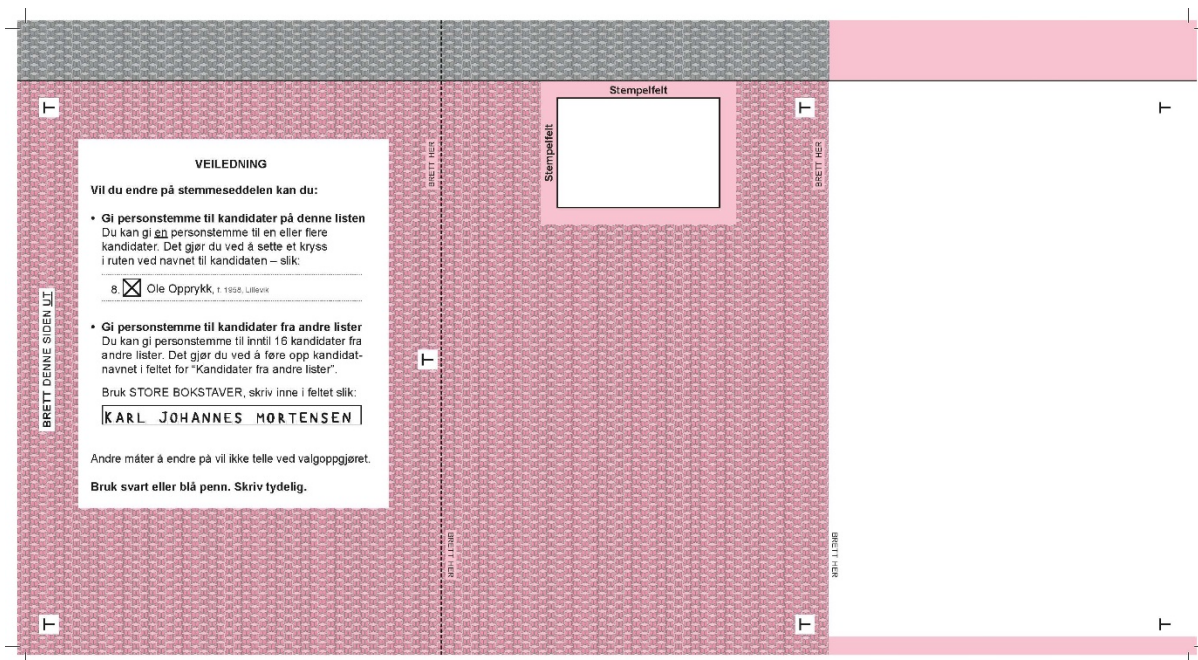 Stempelfelt
Stempelfelt
T
T
T
BRETT HER
BRETT HER
VEILEDNING
Vil du endre på stemmeseddelen kan du:
• Gi personstemme til kandidater på denne listen
Du kan gi en personstemme til en eller flere
kandidater. Det gjør du ved å sette et kryss
i ruten ved navnet til kandidaten – slik:
8. Ole Opprykk, f. 1958, Lillevik
BRETT DENNE SIDEN UT
• Gi personstemme til kandidater fra andre lister
Du kan gi personstemme til inntil 16 kandidater fra
andre lister. Det gjør du ved å føre opp kandidat-
navnet i feltet for "Kandidater fra andre lister".
T
Bruk STORE BOKSTAVER, skriv inne i feltet slik:
KARL JOHANNES MORTENSEN
Andre måter å endre på vil ikke telle ved valgoppgjøret.
Bruk svart eller blå penn. Skriv tydelig.
BRETT HER
BRETT HER
T
T
T